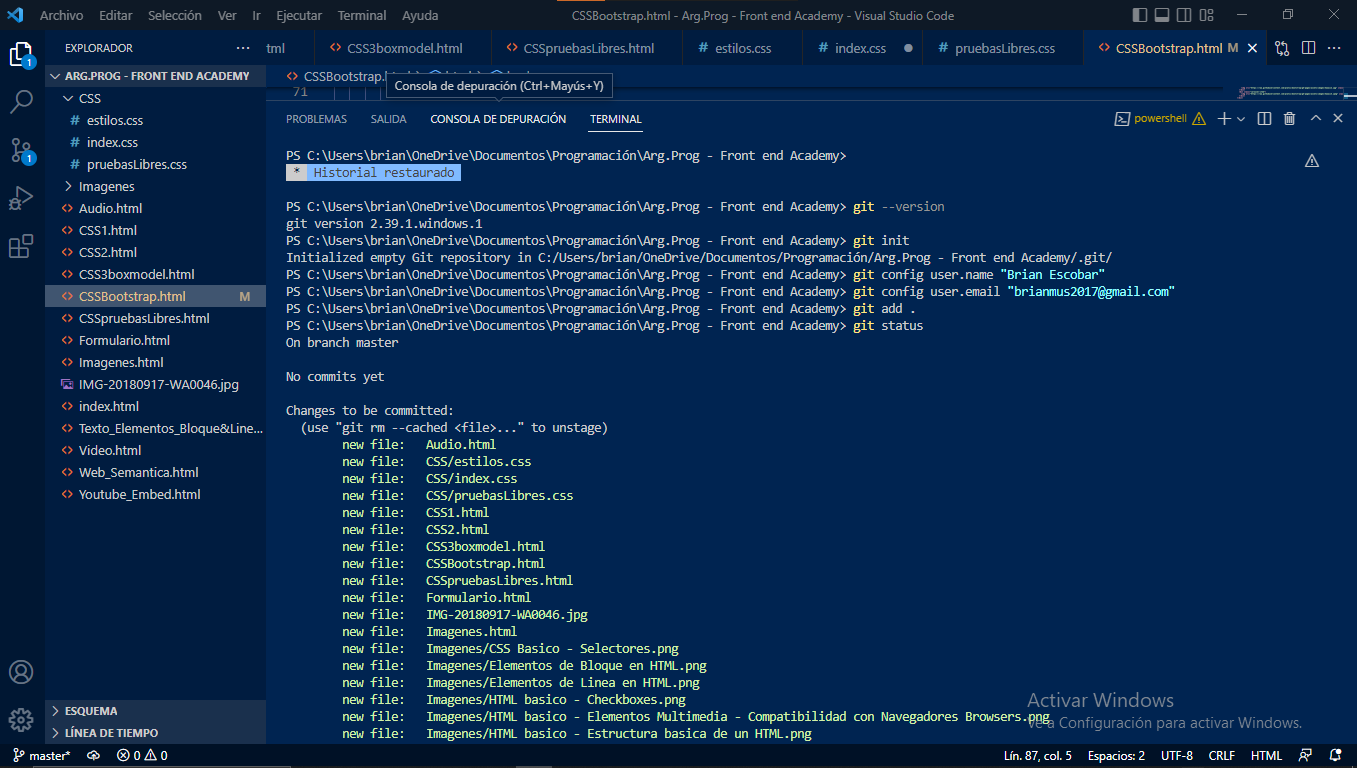 Archivo Editar Selección Ver Ir Ejecutar Terminal Ayuda CSSBootstrap.html - Arg.Prog - Front end Academy - Visual Studio Code
EXPLORADOR ··· tml <> CSS3boxmodel.html <> CSSpruebasLibres.html # estilos.css # index.css ● # pruebasLibres.css <> CSSBootstrap.html M ×
1
ARG.PROG - FRONT END ACADEMY
<> CSSBootstrap.
Consola de depuración (Ctrl+Mayús+Y)
71
CSS
# estilos.css
# index.css
# pruebasLibres.css
Imagenes
<> Audio.html
<> CSS1.html
<> CSS2.html
<> CSS3boxmodel.html
<> CSSBootstrap.html M
<> CSSpruebasLibres.html
<> Formulario.html
<> Imagenes.html
IMG-20180917-WA0046.jpg
<> index.html
<> Texto_Elementos_Bloque&Line...
<> Video.html
<> Web_Semantica.html
<> Youtube_Embed.html
1
ESQUEMA
LÍNEA DE TIEMPO
PROBLEMAS SALIDA CONSOLA DE DEPURACIÓN TERMINAL powershell
PS C:\Users\brian\OneDrive\Documentos\Programación\Arg.Prog - Front end Academy>
* Historial restaurado
PS C:\Users\brian\OneDrive\Documentos\Programación\Arg.Prog - Front end Academy> git --version
git version 2.39.1.windows.1
PS C:\Users\brian\OneDrive\Documentos\Programación\Arg.Prog - Front end Academy> git init
Initialized empty Git repository in C:/Users/brian/OneDrive/Documentos/Programación/Arg.Prog - Front end Academy/.git/
PS C:\Users\brian\OneDrive\Documentos\Programación\Arg.Prog - Front end Academy> git config user.name "Brian Escobar"
PS C:\Users\brian\OneDrive\Documentos\Programación\Arg.Prog - Front end Academy> git config user.email "brianmus2017@gmail.com"
PS C:\Users\brian\OneDrive\Documentos\Programación\Arg.Prog - Front end Academy> git add .
PS C:\Users\brian\OneDrive\Documentos\Programación\Arg.Prog - Front end Academy> git status
On branch master
No commits yet
Changes to be committed:
(use "git rm --cached <file>..." to unstage)
new file: Audio.html
new file: CSS/estilos.css
new file: CSS/index.css
new file: CSS/pruebasLibres.css
new file: CSS1.html
new file: CSS2.html
new file: CSS3boxmodel.html
new file: CSSBootstrap.html
new file: CSSpruebasLibres.html
new file: Formulario.html
new file: IMG-20180917-WA0046.jpg
new file: Imagenes.html
new file: Imagenes/CSS Basico - Selectores.png
new file: Imagenes/Elementos de Bloque en HTML.png
new file: Imagenes/Elementos de Linea en HTML.png
new file: Imagenes/HTML basico - Checkboxes.png
new file: Imagenes/HTML basico - Elementos Multimedia - Compatibilidad con Navegadores Browsers.png
new file: Imagenes/HTML basico - Estructura basica de un HTML.png
Activar Windows
Ve a Configuración para activar Windows.
master* 0 0 Lín. 87, col. 5 Espacios: 2 UTF-8 CRLF HTML